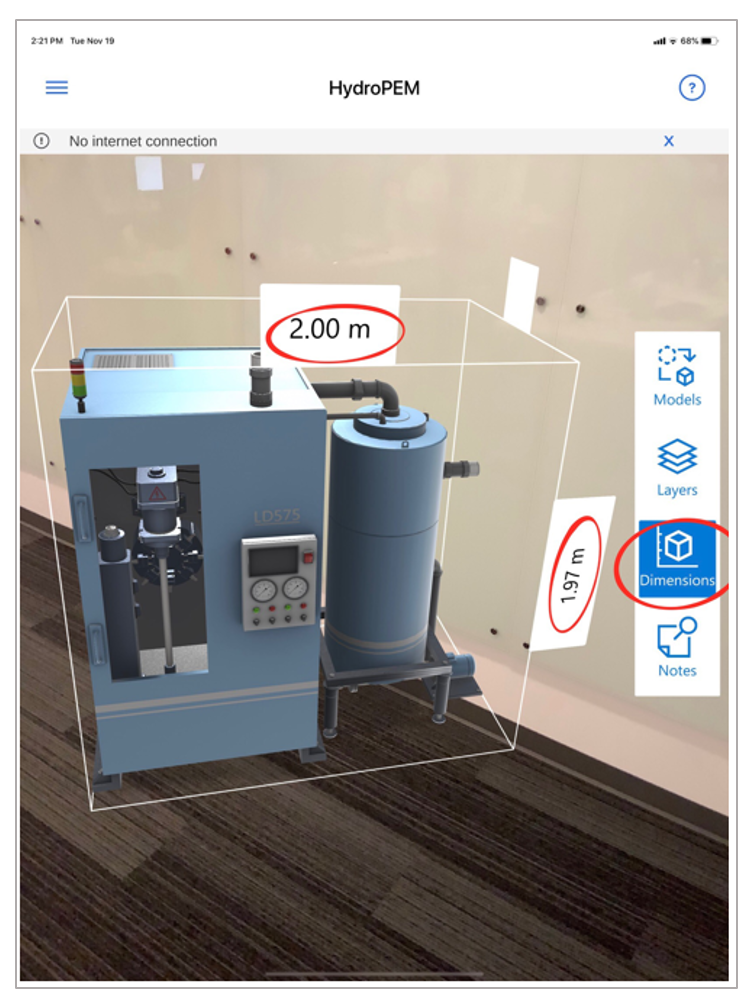 2:21 PM Tue Nov 19
68%
HydroPEM
?
No internet connection
X
2.00 m
Models
Layers
LD575
1.97 m
Dimensions
Notes